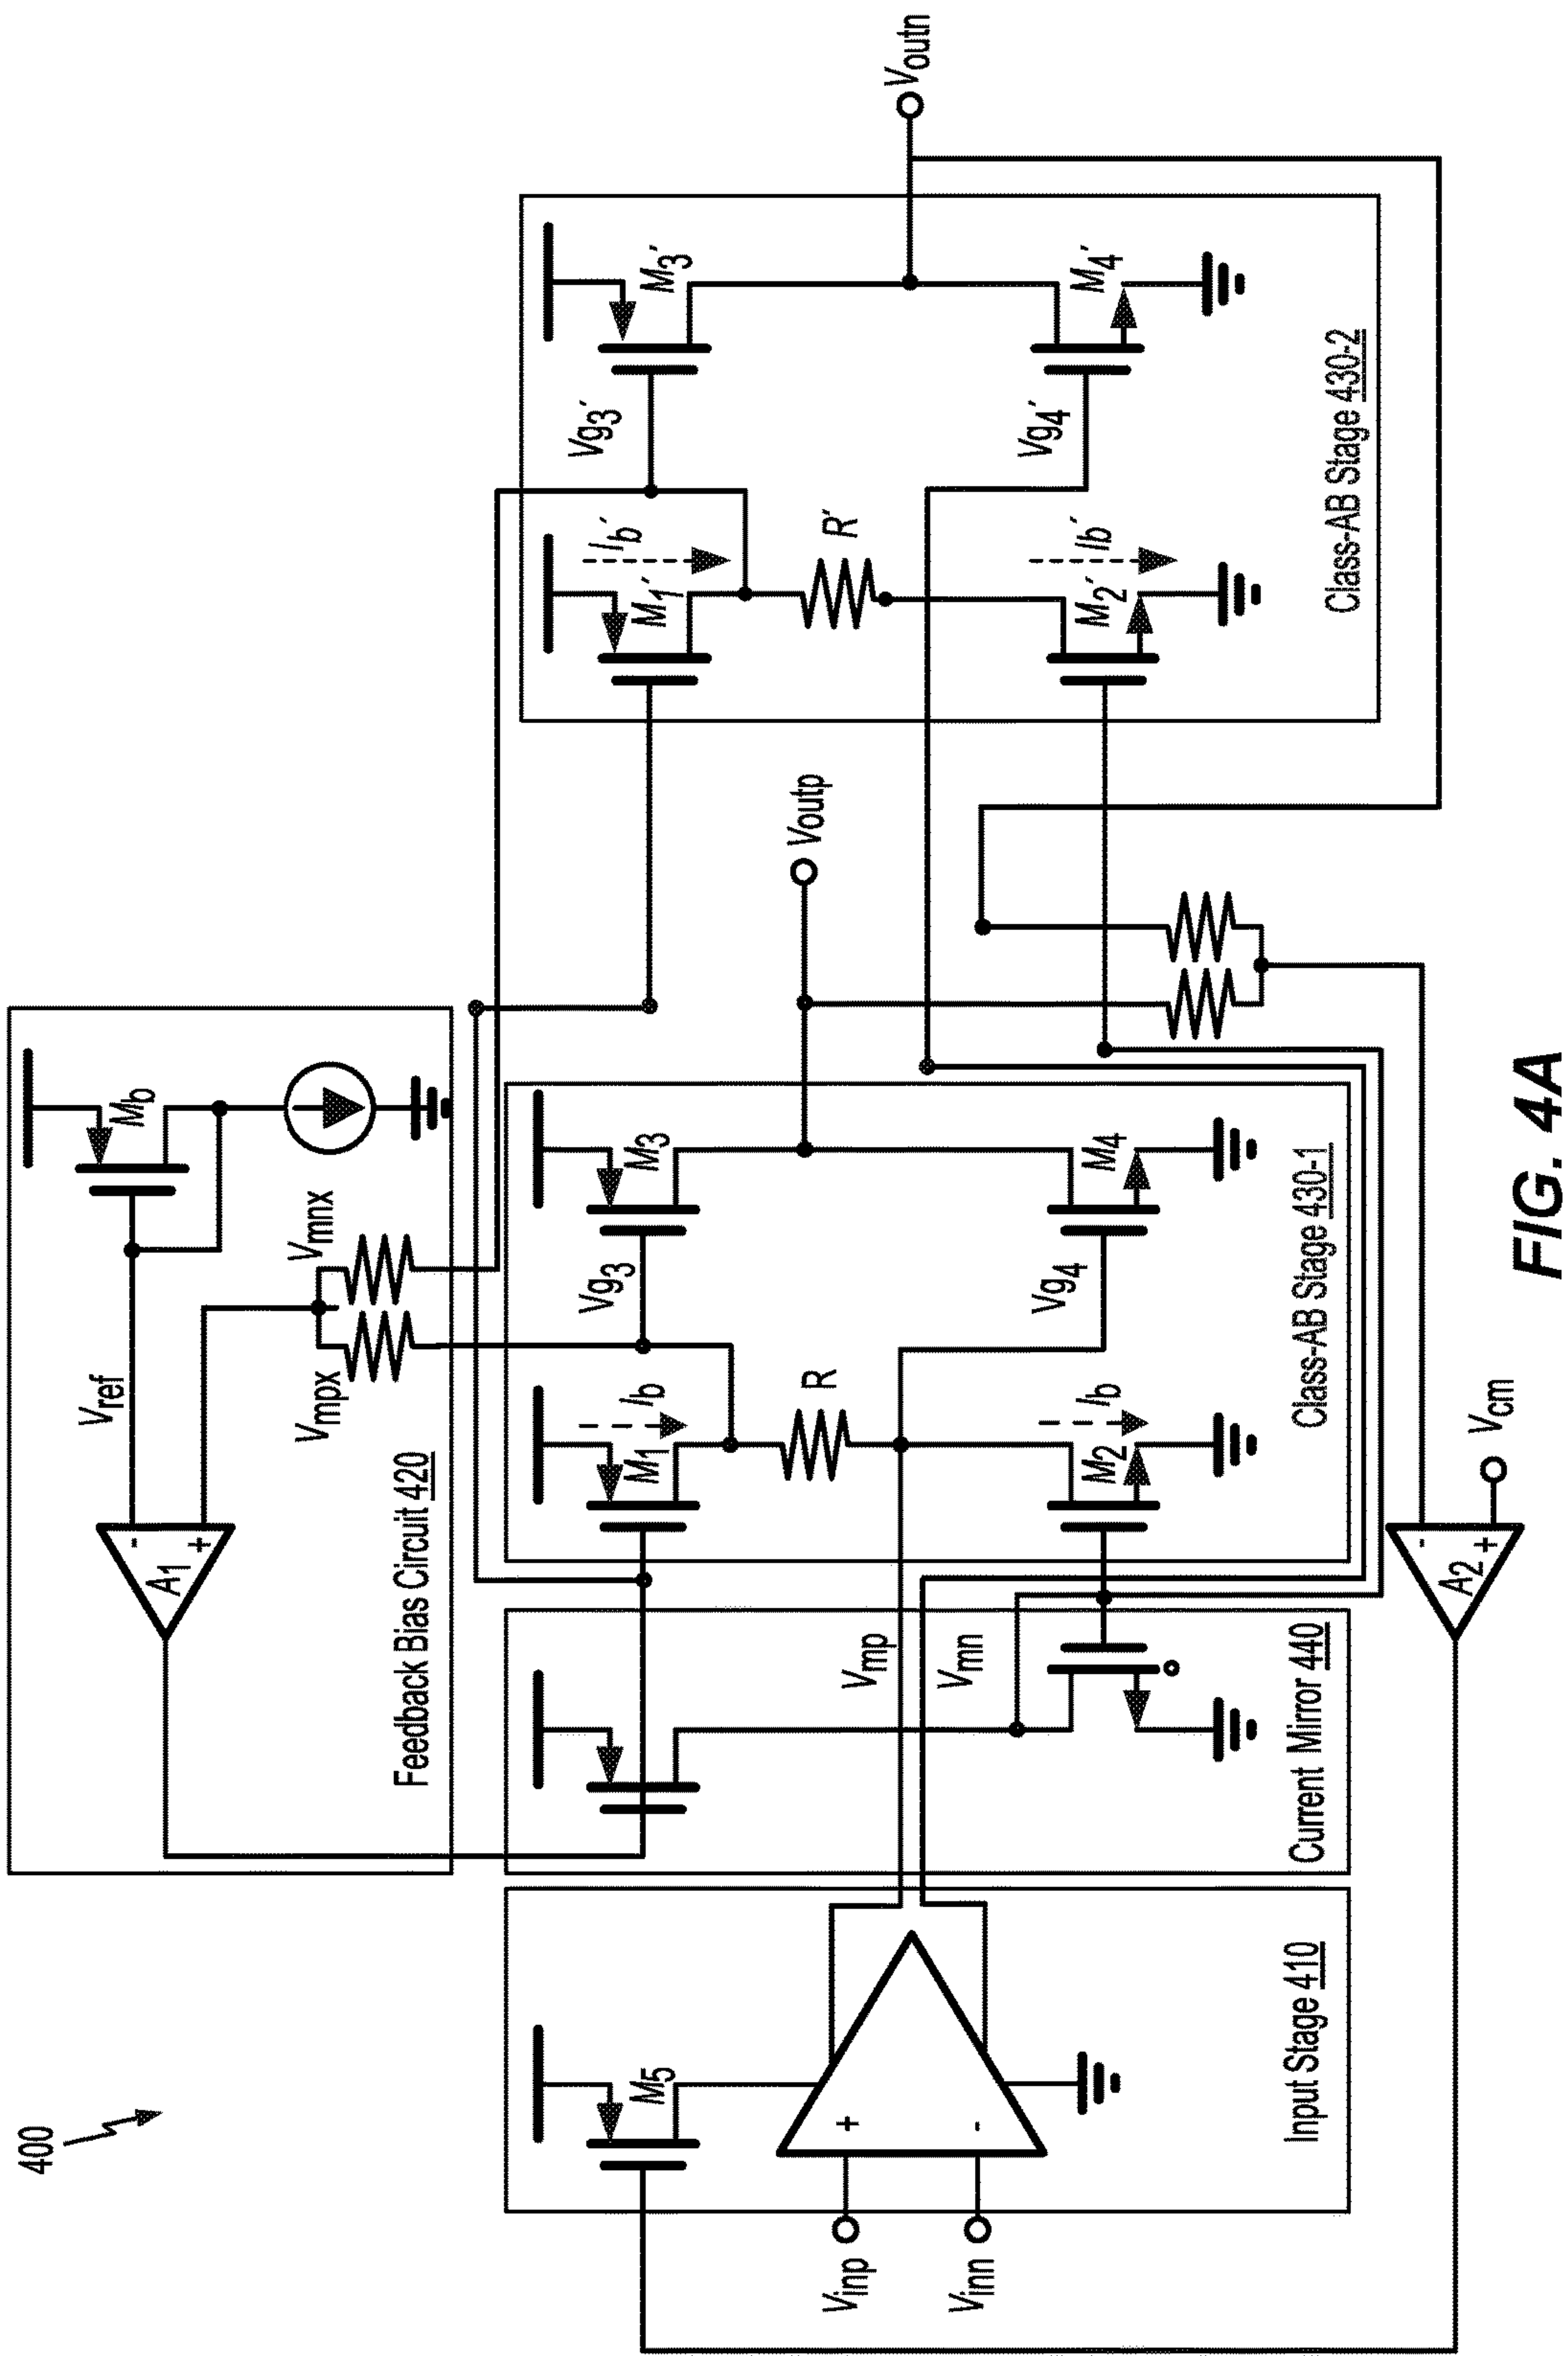 400
Feedback Bias Circuit 420
A1
-
+
Vref
Vmpx
Vmnx
Mb
Input Stage 410
Vinp
Vinn
+
-
M5
Current Mirror 440
Vmp
Vmn
Class-AB Stage 430-1
M1
Ib
R
M2
Ib
Vg3
M3
Vg4
M4
Voutp
Class-AB Stage 430-2
M1′
Ib′
R′
M2′
Ib′
Vg3′
M3′
Vg4′
M4′
Voutn
A2
-
+
Vcm
FIG. 4A